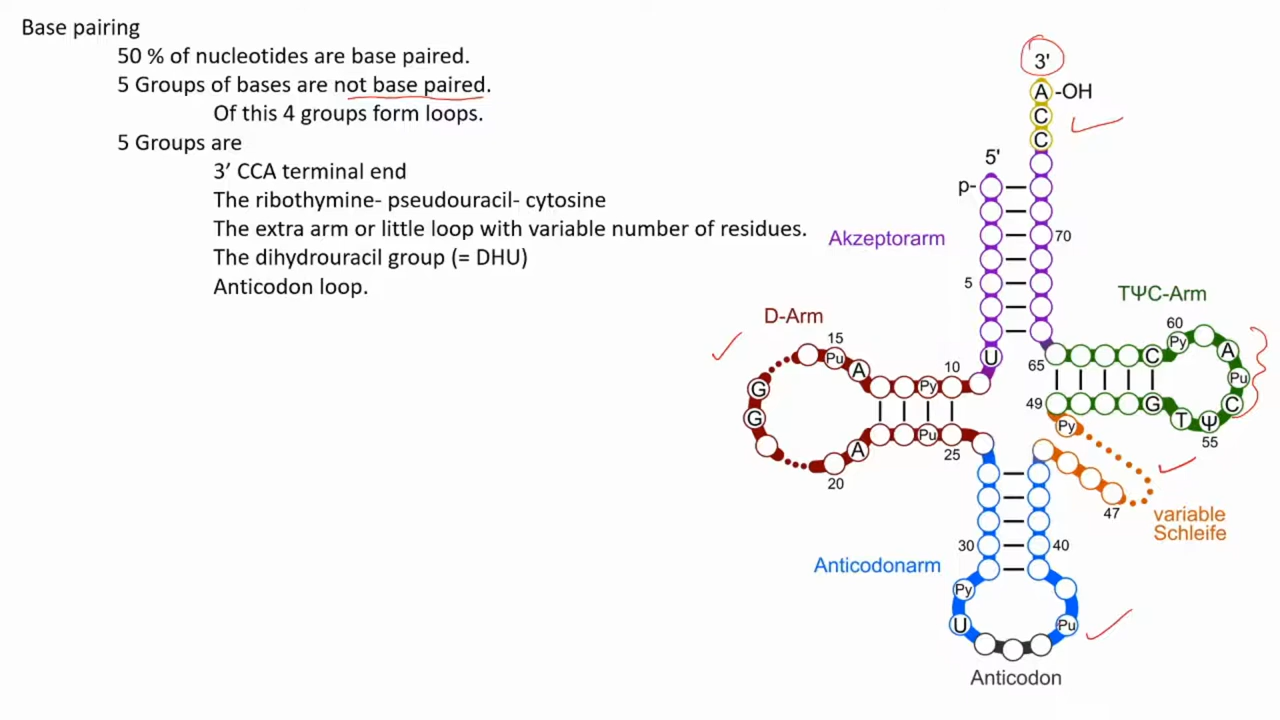 Base pairing
50 % of nucleotides are base paired.
5 Groups of bases are not base paired.
Of this 4 groups form loops.
5 Groups are
3’ CCA terminal end
The ribothymine- pseudouracil- cytosine
The extra arm or little loop with variable number of residues.
The dihydrouracil group (= DHU)
Anticodon loop.
3'
A -OH
C
C
5'
p-
Akzeptorarm
70
5
TΨC-Arm
D-Arm
60
15
Py
Pu
A
U
C
A
10
65
Pu
G
Py
49
G
C
G
T
Ψ
Py
Pu
A
25
55
20
47
variable
Schleife
30
40
Anticodonarm
Py
U
Pu
Anticodon